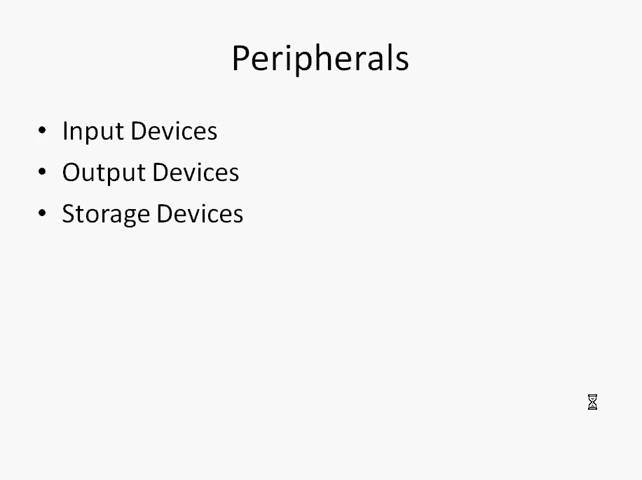 Peripherals
• Input Devices
• Output Devices
• Storage Devices